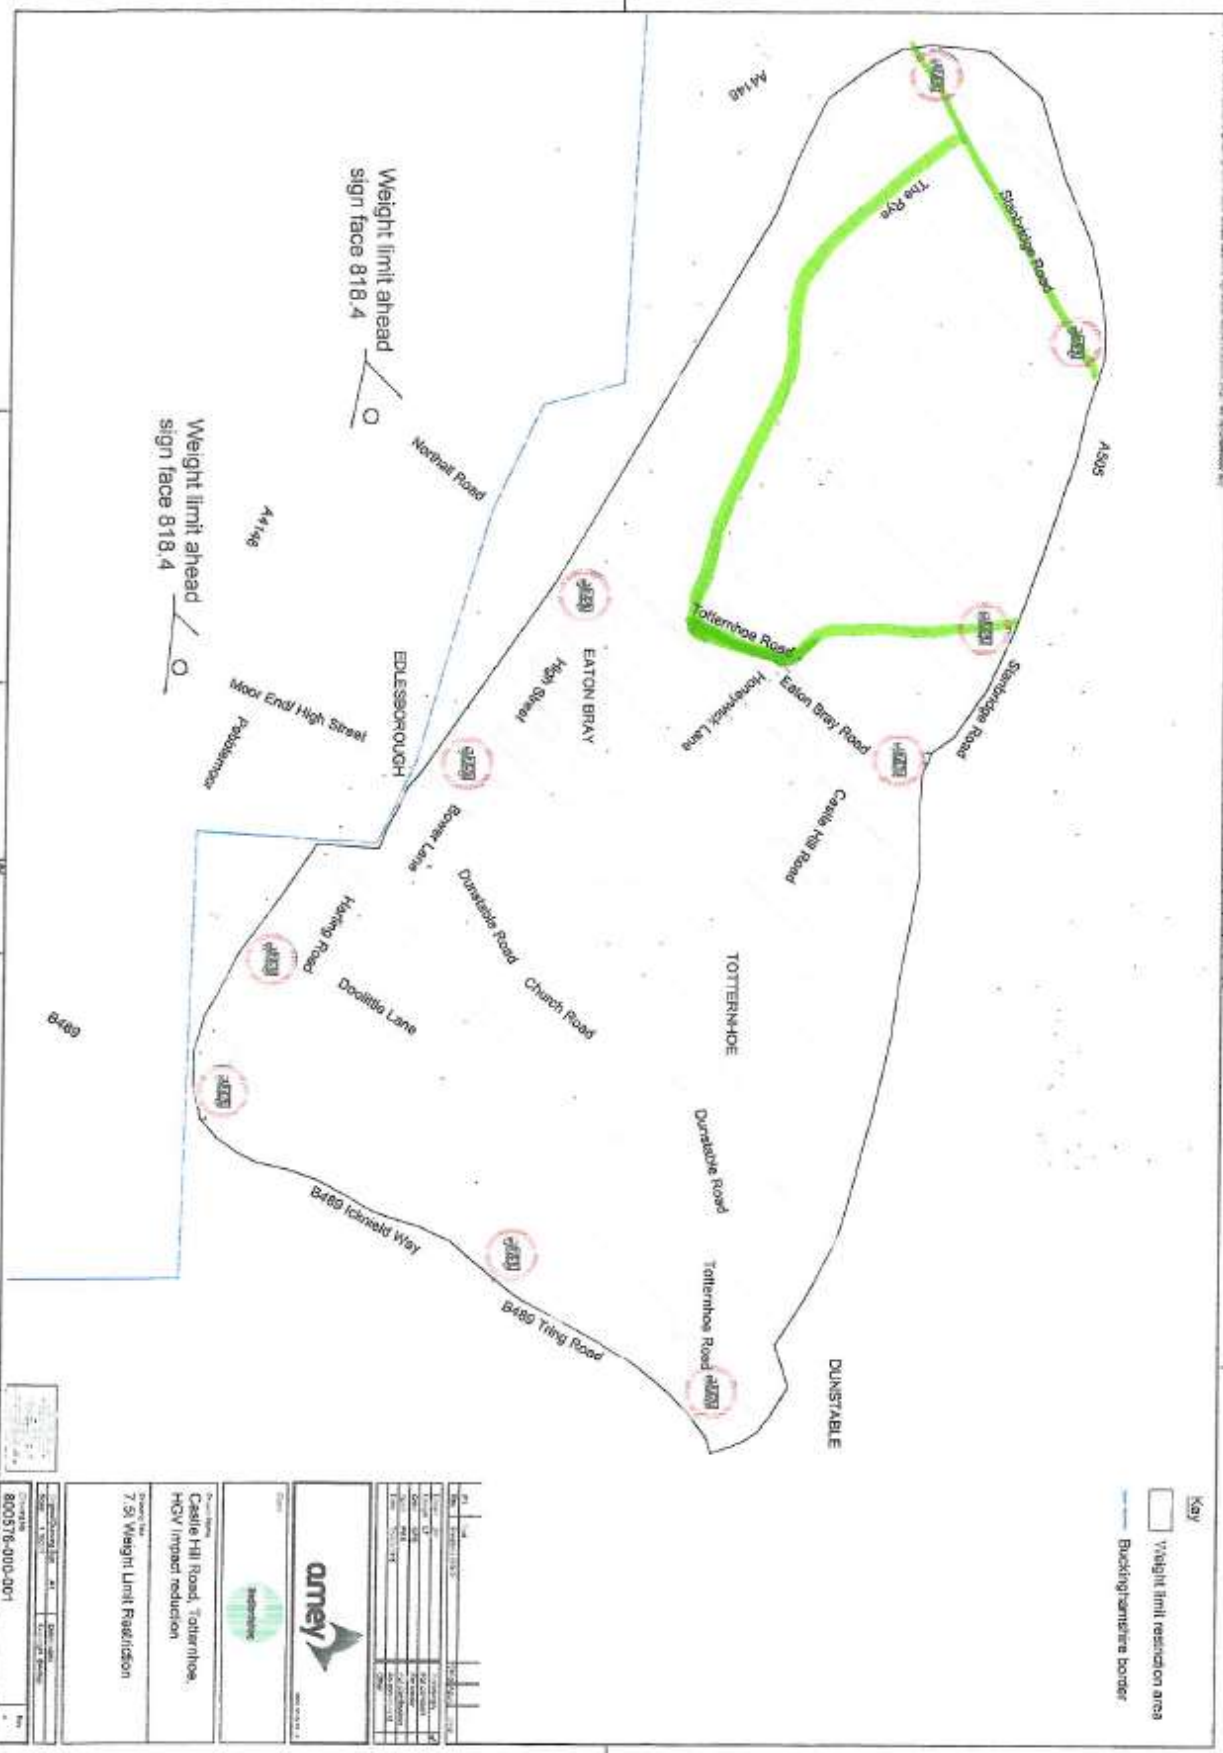 Key
Weight limit restriction area
Buckinghamshire border
A505
Stanbridge Road
The Rye
A4146
Stanbridge Road
Totternhoe Road
Eaton Bray Road
Honeywick Lane
Castle Hill Road
TOTTERNHOE
Dunstable Road
Totternhoe Road
DUNSTABLE
EATON BRAY
High Street
Bower Lane
Dunstable Road
Church Road
Doolittle Lane
Harling Road
B489 Icknield Way
B489 Tring Road
Weight limit ahead
sign face 818.4
Northall Road
A4146
Weight limit ahead
sign face 818.4
EDLESBOROUGH
Moor End/ High Street
Pebblemoor
B489
amey
Castle Hill Road, Totternhoe,
HGV impact reduction
7.5t Weight Limit Restriction
800576-000-001